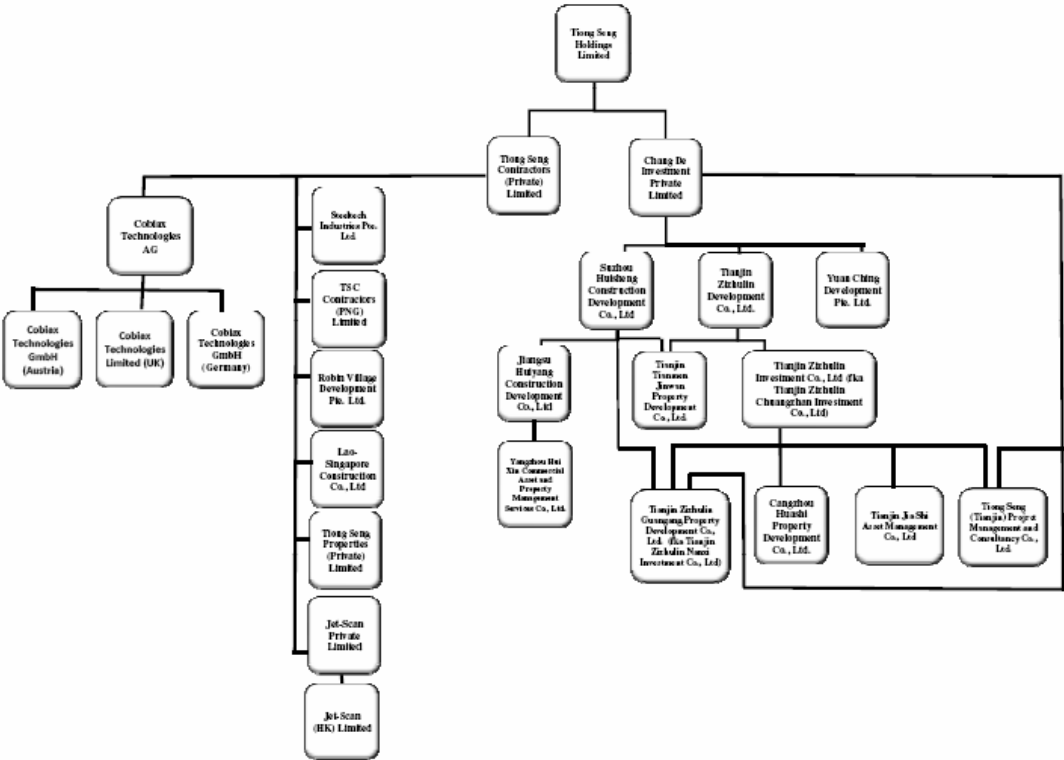 Tiong Seng
Holdings
Limited
Tiong Seng
Contractors
(Private)
Limited
Chang De
Investment
Private
Limited
Cobiax
Technologies
AG
Steeltech
Industries Pte.
Ltd.
Suzhou
Huisheng
Construction
Development
Co., Ltd
Tianjin
Zizhulin
Development
Co., Ltd.
Yuan Ching
Development
Pte. Ltd.
TSC
Contractors
(PNG)
Limited
Cobiax
Technologies
GmbH
(Austria)
Cobiax
Technologies
Limited (UK)
Cobiax
Technologies
GmbH
(Germany)
Robin Village
Development
Pte. Ltd.
Jiangsu
Huiyang
Construction
Development
Co., Ltd
Tianjin
Tianmen
Jinwan
Property
Development
Co., Ltd.
Tianjin Zizhulin
Investment Co., Ltd (fka
Tianjin Zizhulin
Chuangzhan Investment
Co., Ltd)
Lao-
Singapore
Construction
Co., Ltd
Yangzhou Hui
Xin Commercial
Asset and
Property
Management
Services Co., Ltd.
Tianjin Zizhulin
Guangang Property
Development Co.,
Ltd. (fka Tianjin
Zizhulin Nanxi
Investment Co., Ltd)
Cangzhou
Huashi
Property
Development
Co., Ltd.
Tianjin Jia Shi
Asset Management
Co., Ltd
Tiong Seng
(Tianjin) Project
Management and
Consultancy Co.,
Ltd.
Tiong Seng
Properties
(Private)
Limited
Jet-Scan
Private
Limited
Jet-Scan
(HK) Limited